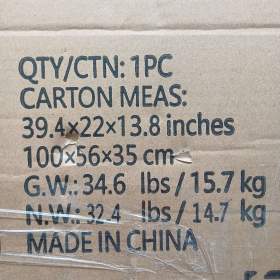 QTY/CTN: 1PC
CARTON MEAS:
39.4×22×13.8 inches
100×56×35 cm
G.W.: 34.6 lbs / 15.7 kg
N.W.: 32.4 lbs / 14.7 kg
MADE IN CHINA